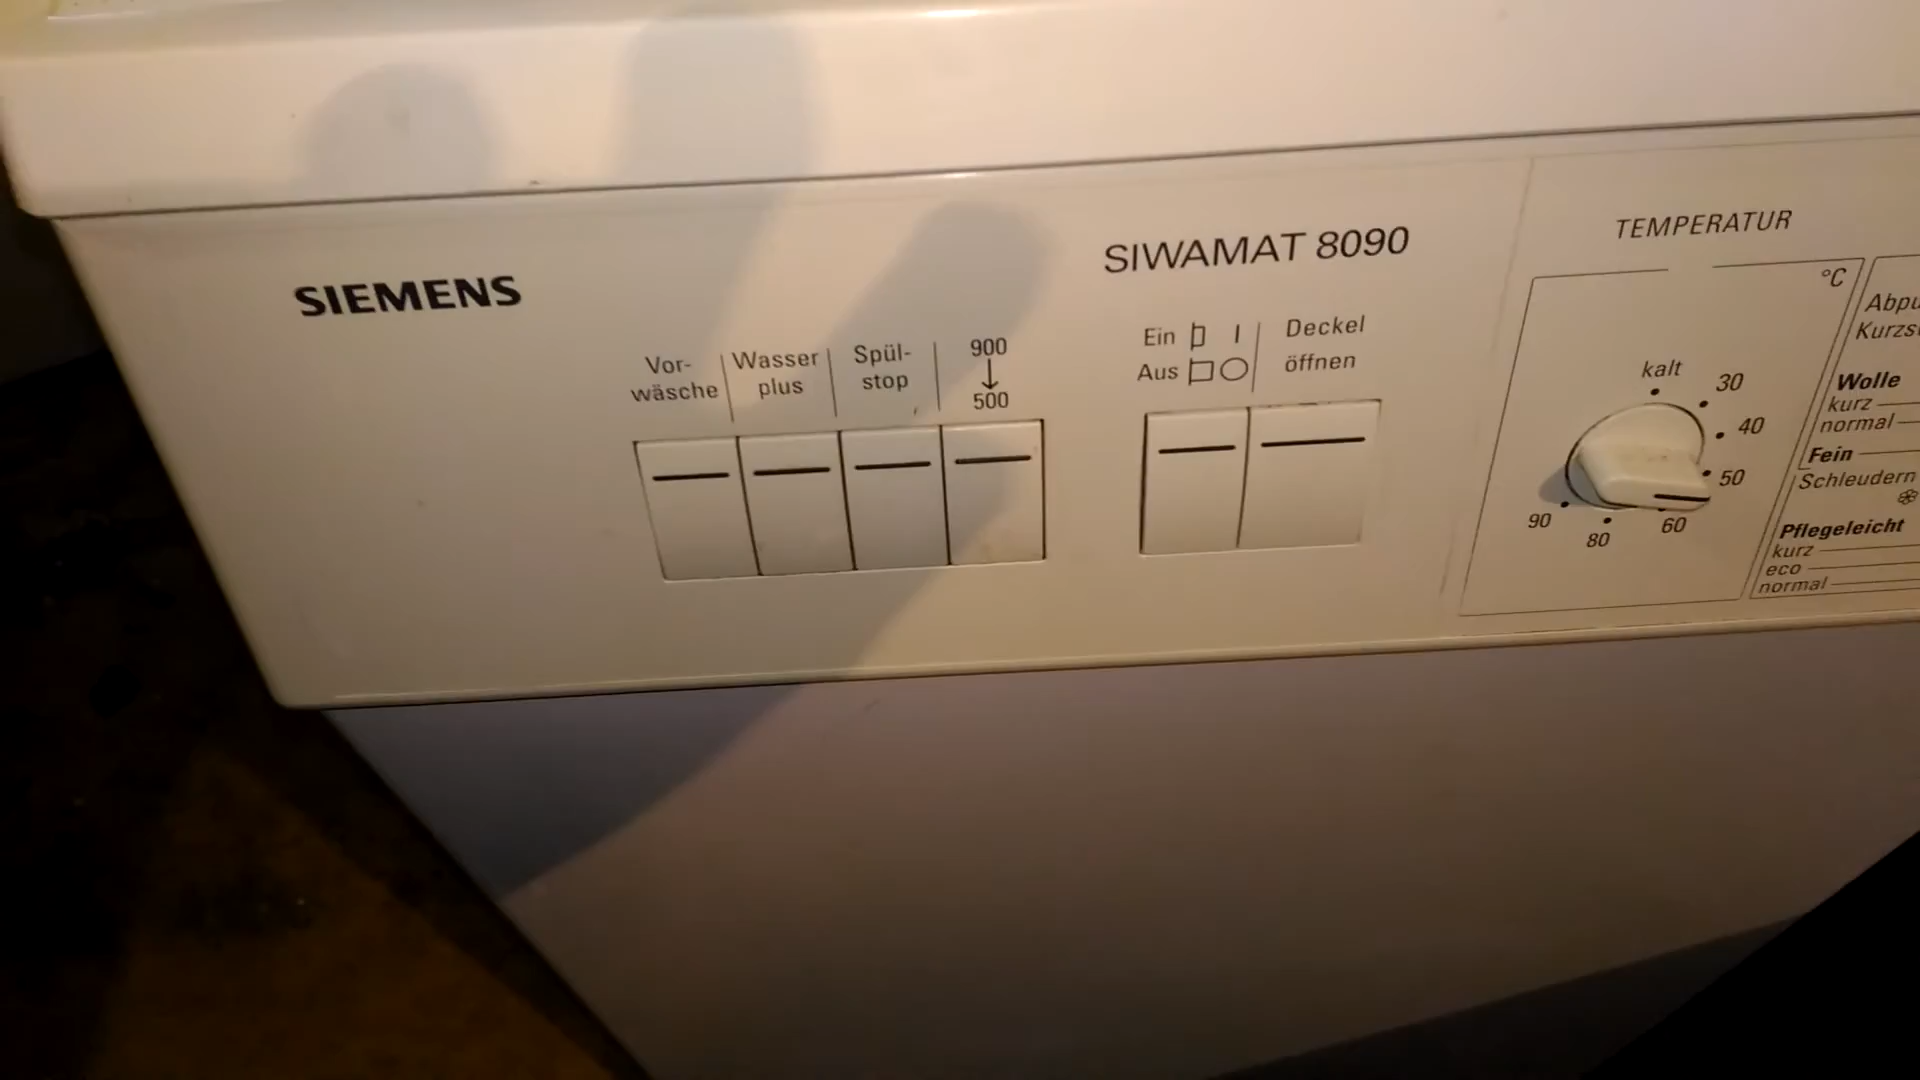 SIEMENS
SIWAMAT 8090
Vor-
wäsche
Wasser
plus
Spül-
stop
900
500
Ein
Aus
Deckel
öffnen
TEMPERATUR
°C
kalt
30
40
50
60
80
90
Wolle
kurz
normal
Fein
Schleudern
Pflegeleicht
kurz
eco
normal